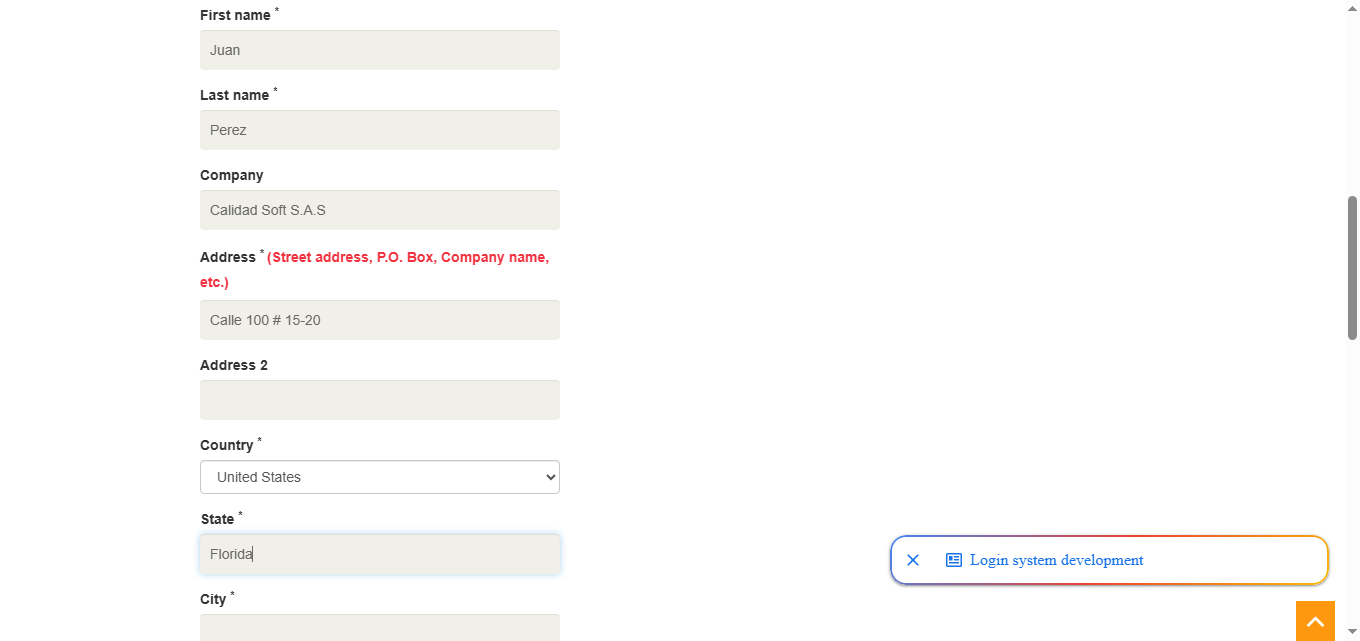 First name *
Juan
Last name *
Perez
Company
Calidad Soft S.A.S
Address * (Street address, P.O. Box, Company name,
etc.)
Calle 100 # 15-20
Address 2
Country *
United States
State *
Florida
Login system development
City *